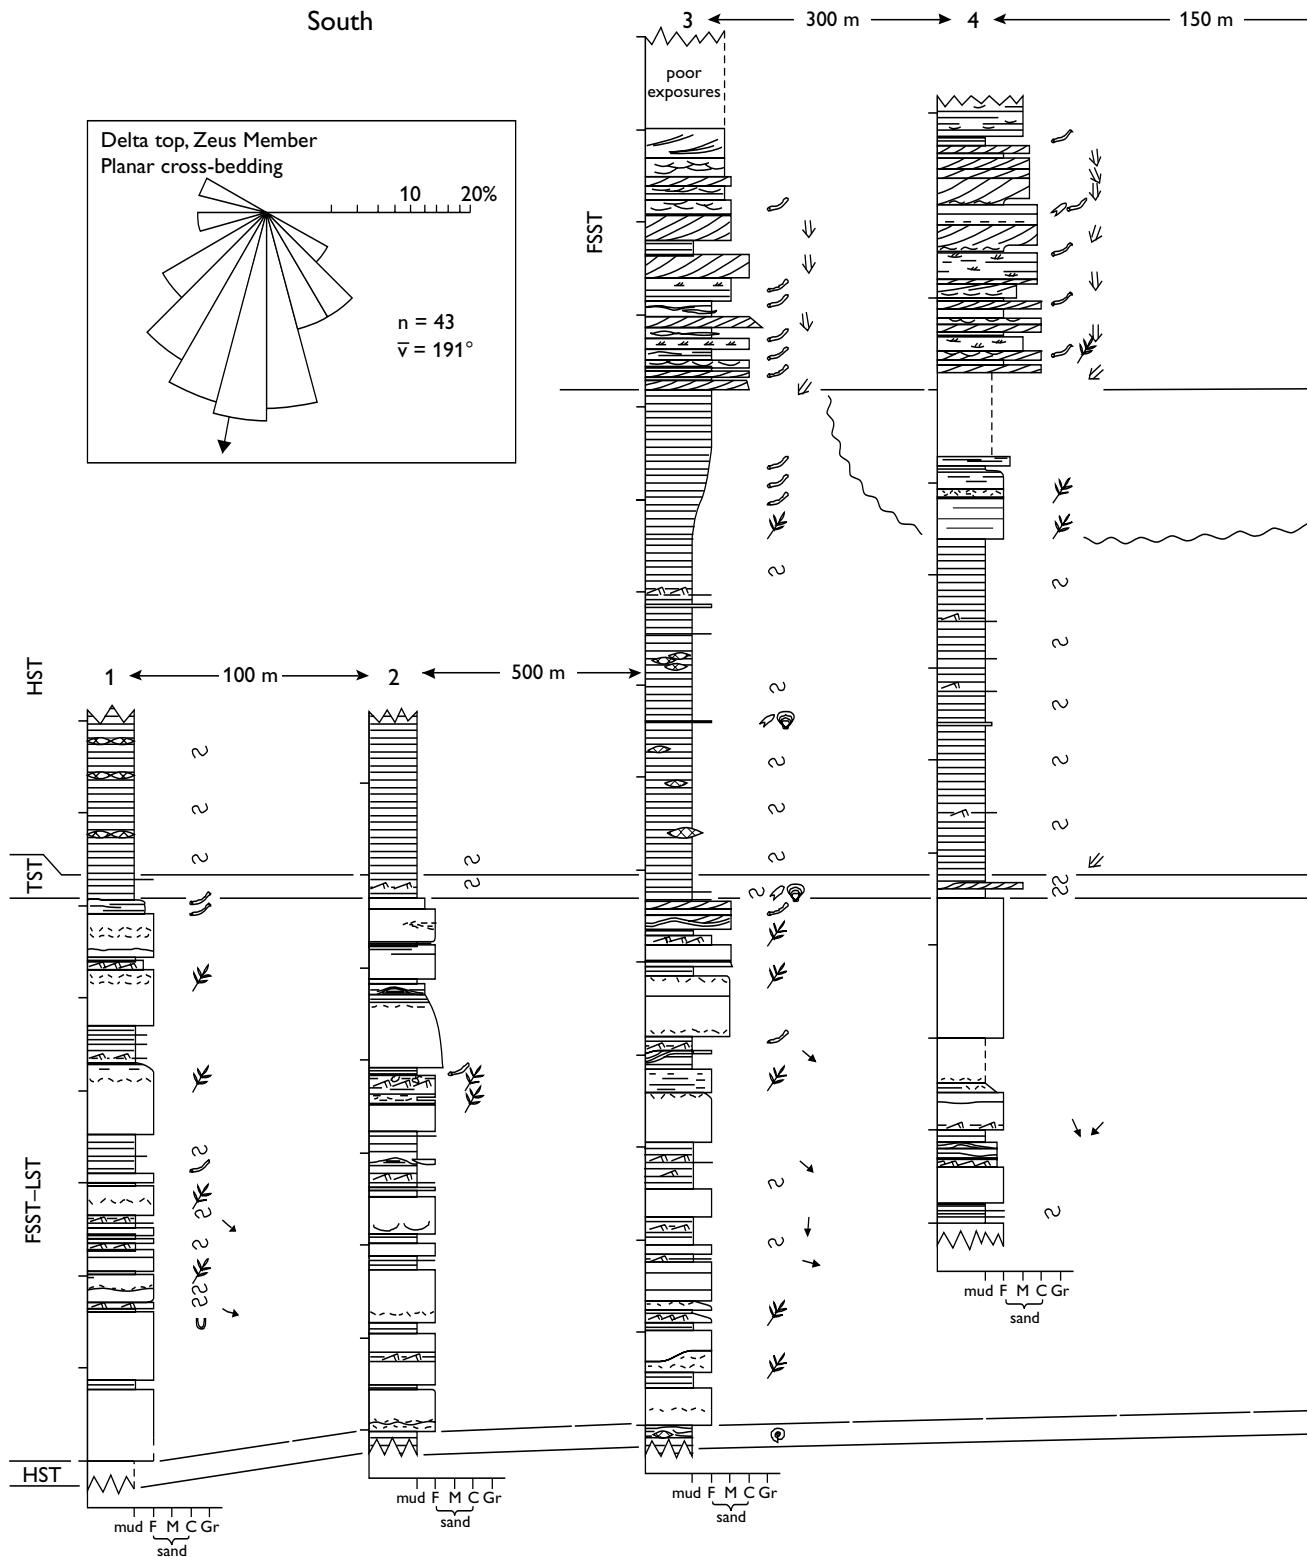 South
3
300 m
4
150 m
poor
exposures
Delta top, Zeus Member
Planar cross-bedding
10
20%
n = 43
v̅ = 191°
FSST
HST
1
100 m
2
500 m
TST
FSST–LST
HST
mud F M C Gr
sand
mud F M C Gr
sand
mud F M C Gr
sand
mud F M C Gr
sand